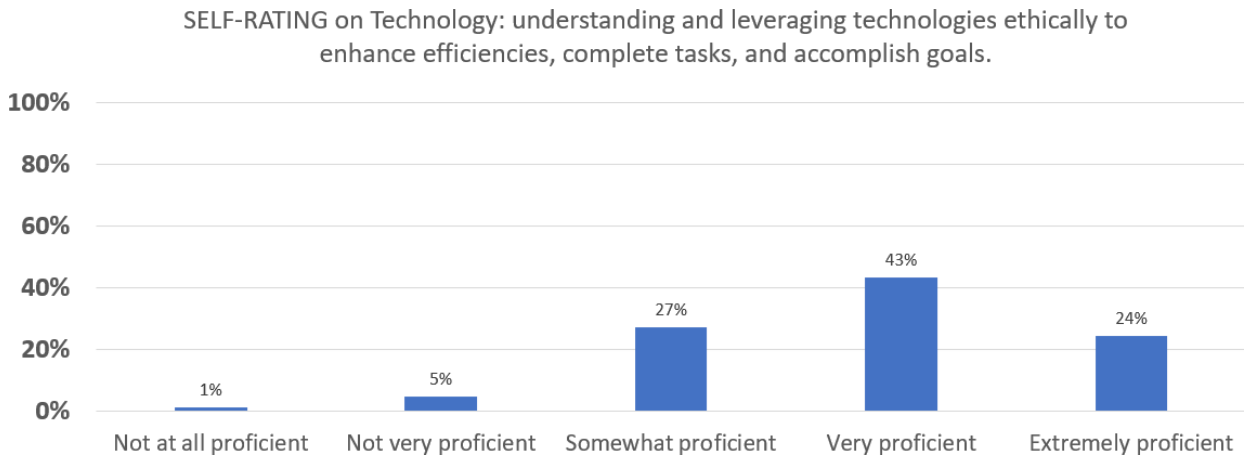 SELF-RATING on Technology: understanding and leveraging technologies ethically to
enhance efficiencies, complete tasks, and accomplish goals.
100%
80%
60%
40%
20%
0%
1%
5%
27%
43%
24%
Not at all proficient
Not very proficient
Somewhat proficient
Very proficient
Extremely proficient